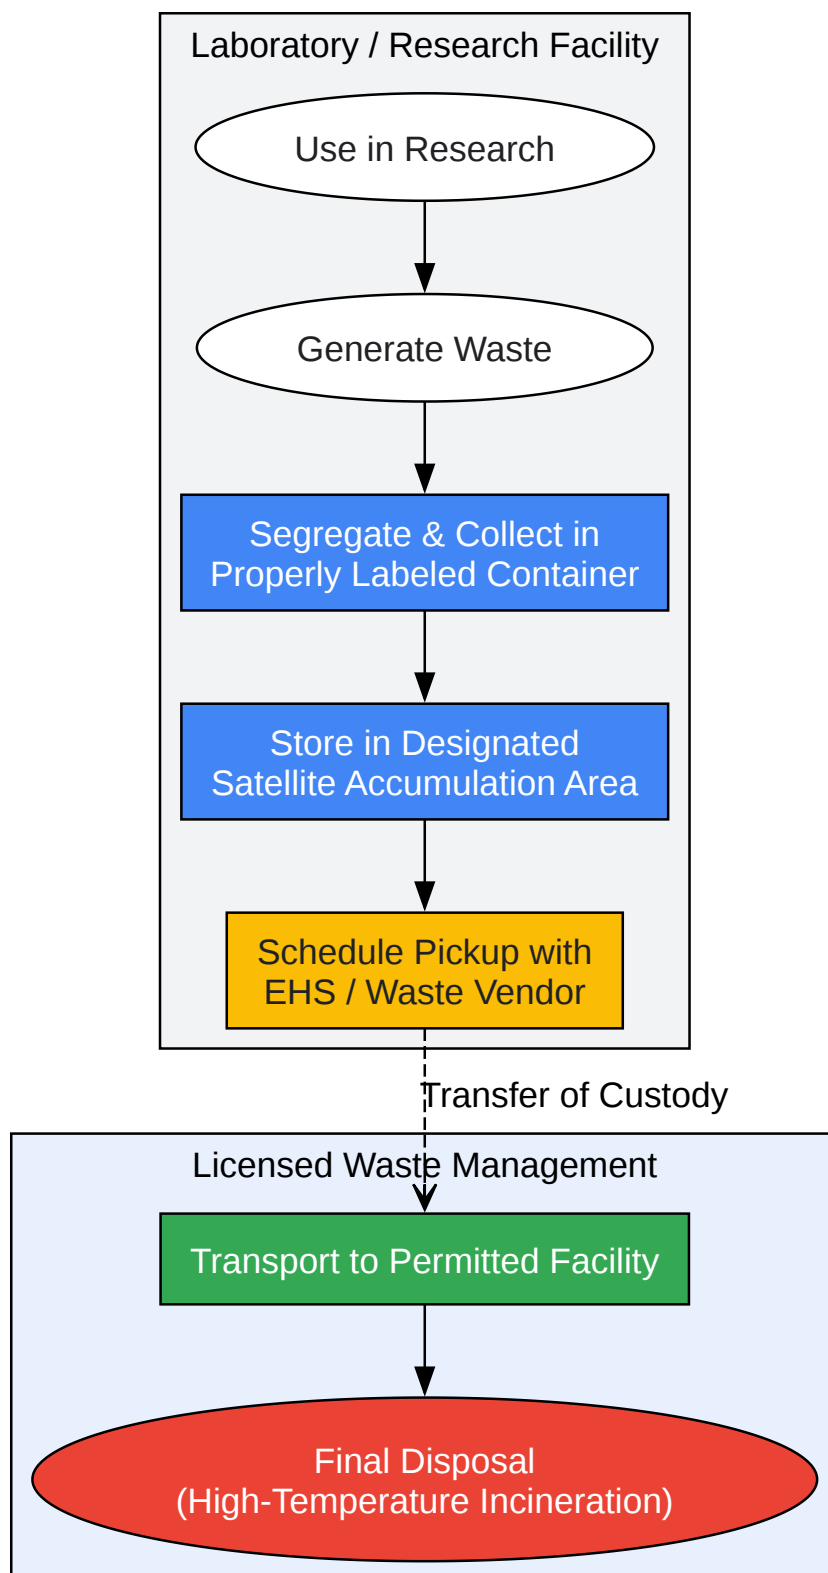 Laboratory / Research Facility
Use in Research
Generate Waste
Segregate & Collect in
Properly Labeled Container
Store in Designated
Satellite Accumulation Area
Schedule Pickup with
EHS / Waste Vendor
Transfer of Custody
Licensed Waste Management
Transport to Permitted Facility
Final Disposal
(High-Temperature Incineration)